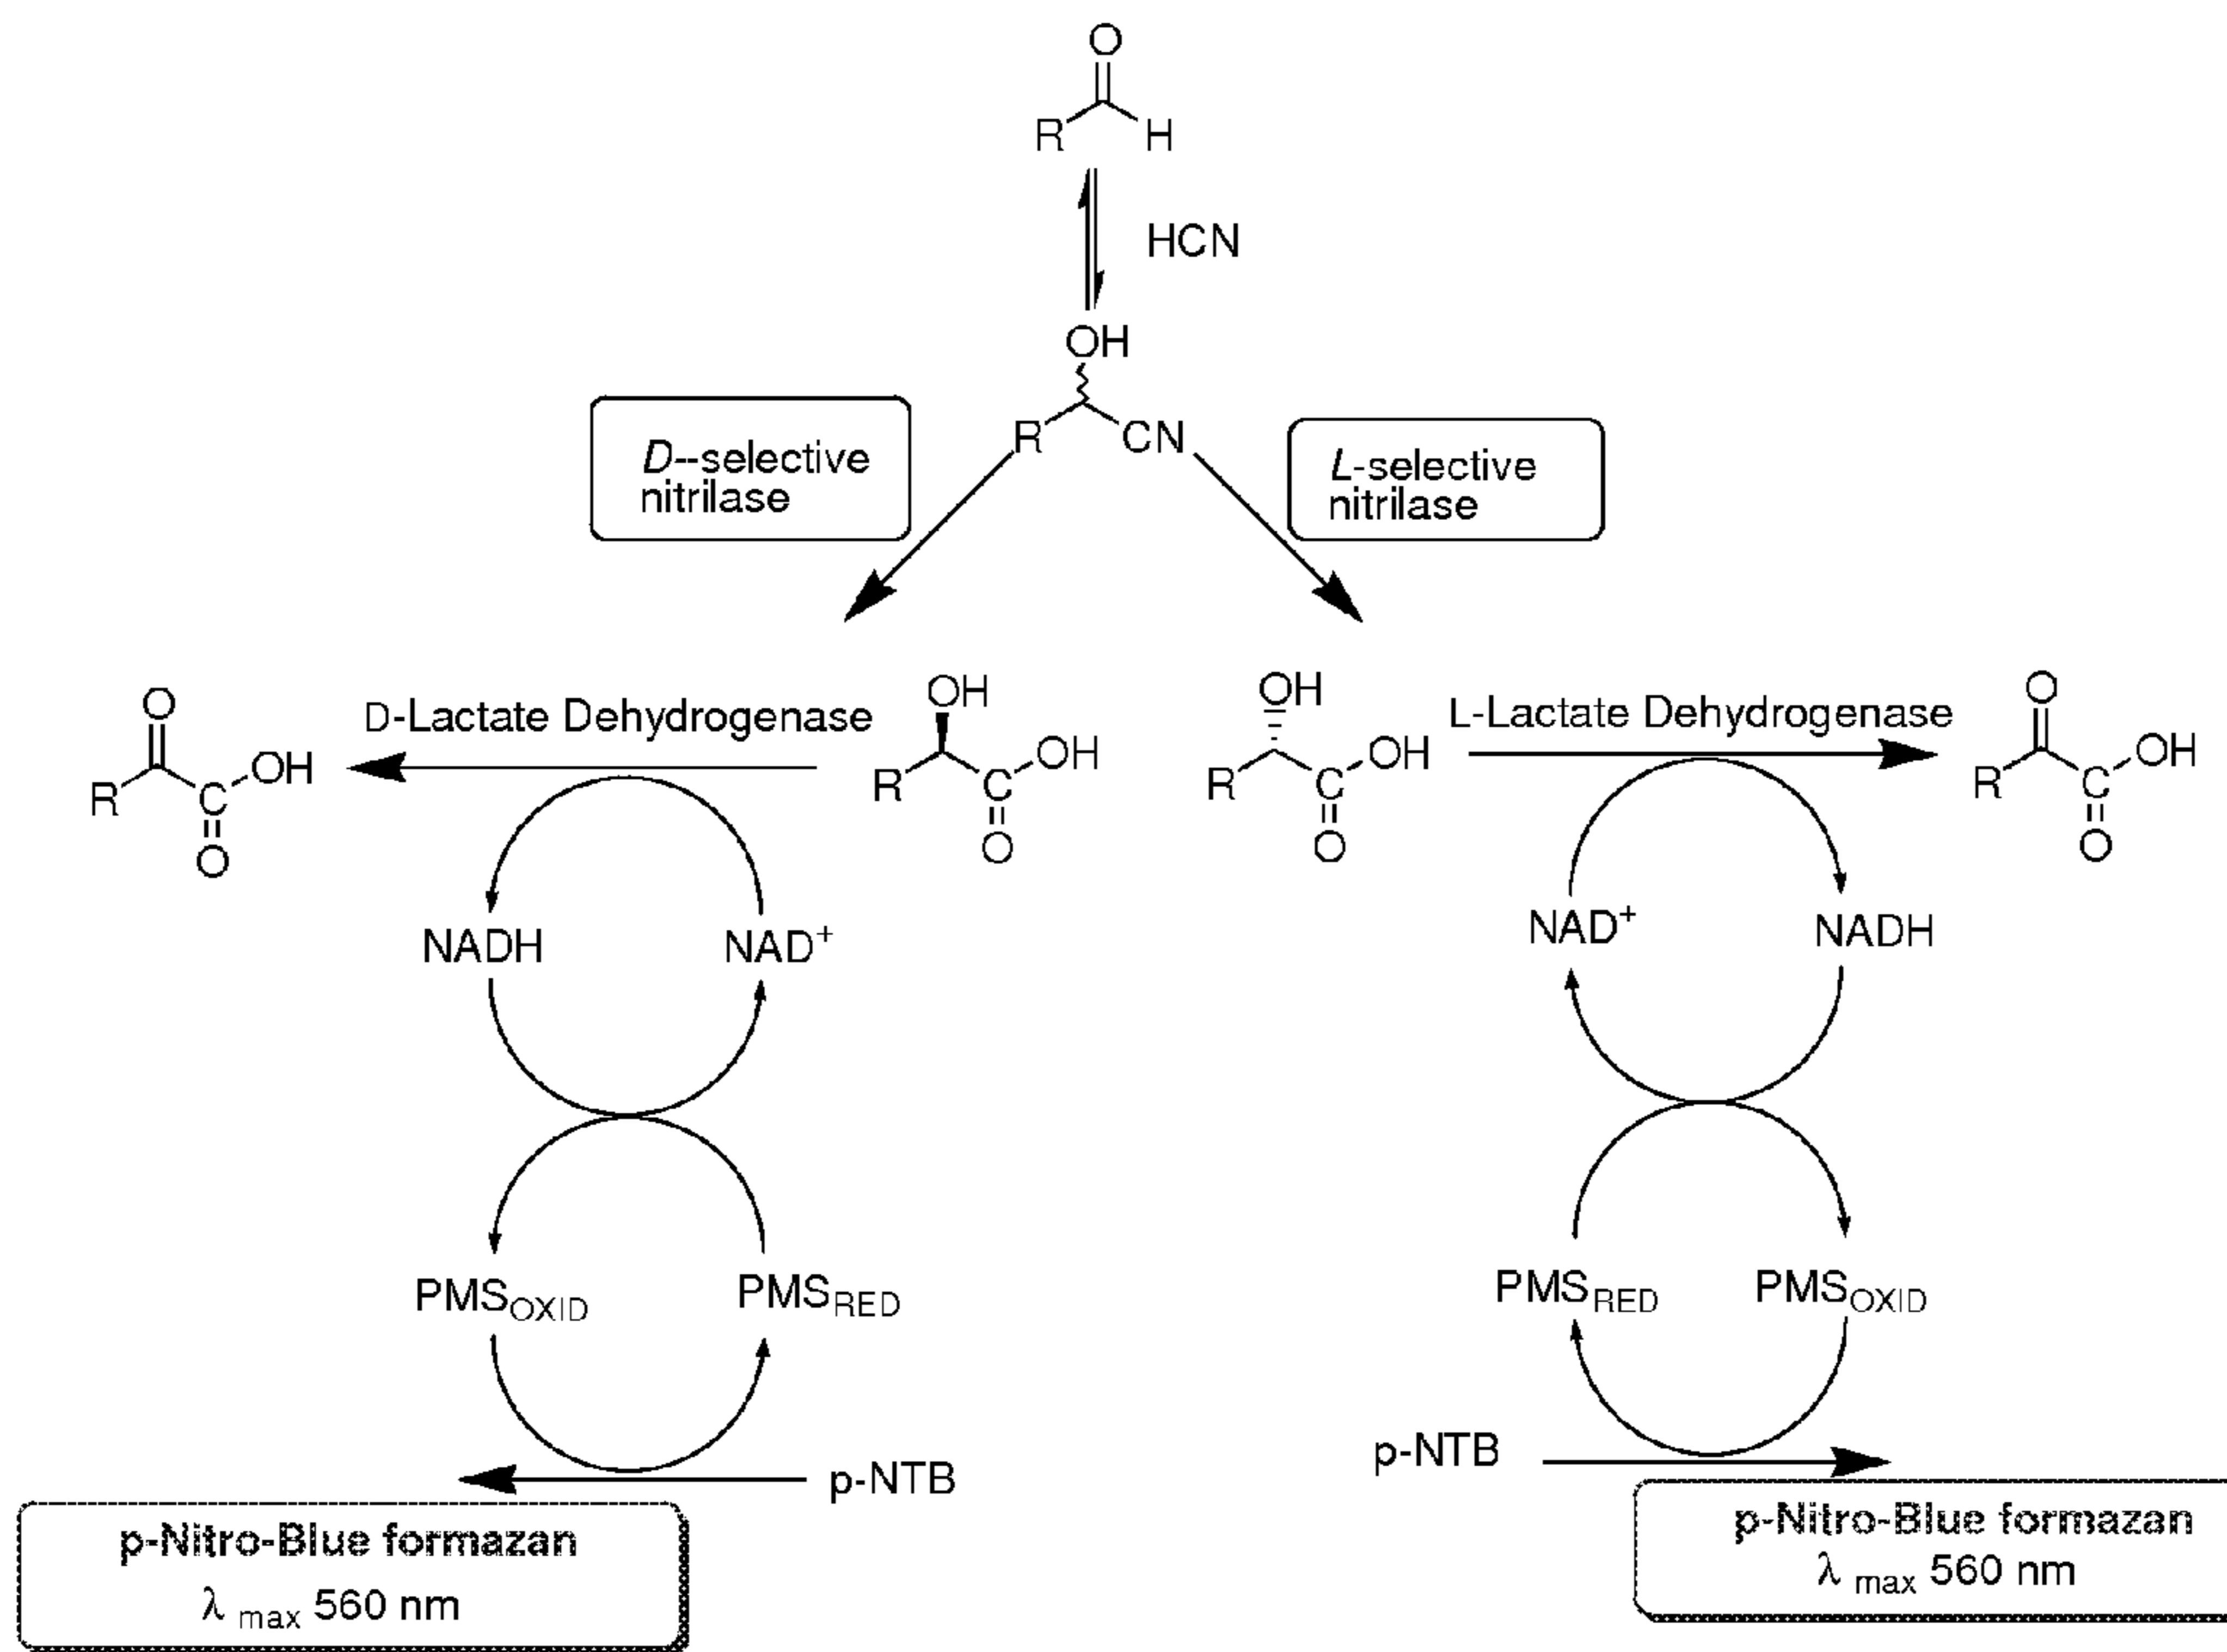 O
R H
HCN
OH
R CN
D--selective
nitrilase
L-selective
nitrilase
O
R C OH
O
D-Lactate Dehydrogenase
OH
R C OH
O
OH
R C OH
O
L-Lactate Dehydrogenase
O
R C OH
O
NADH NAD+
NAD+ NADH
PMSOXID PMSRED
PMSRED PMSOXID
p-NTB
p-NTB
p-Nitro-Blue formazan
λ max 560 nm
p-Nitro-Blue formazan
λ max 560 nm